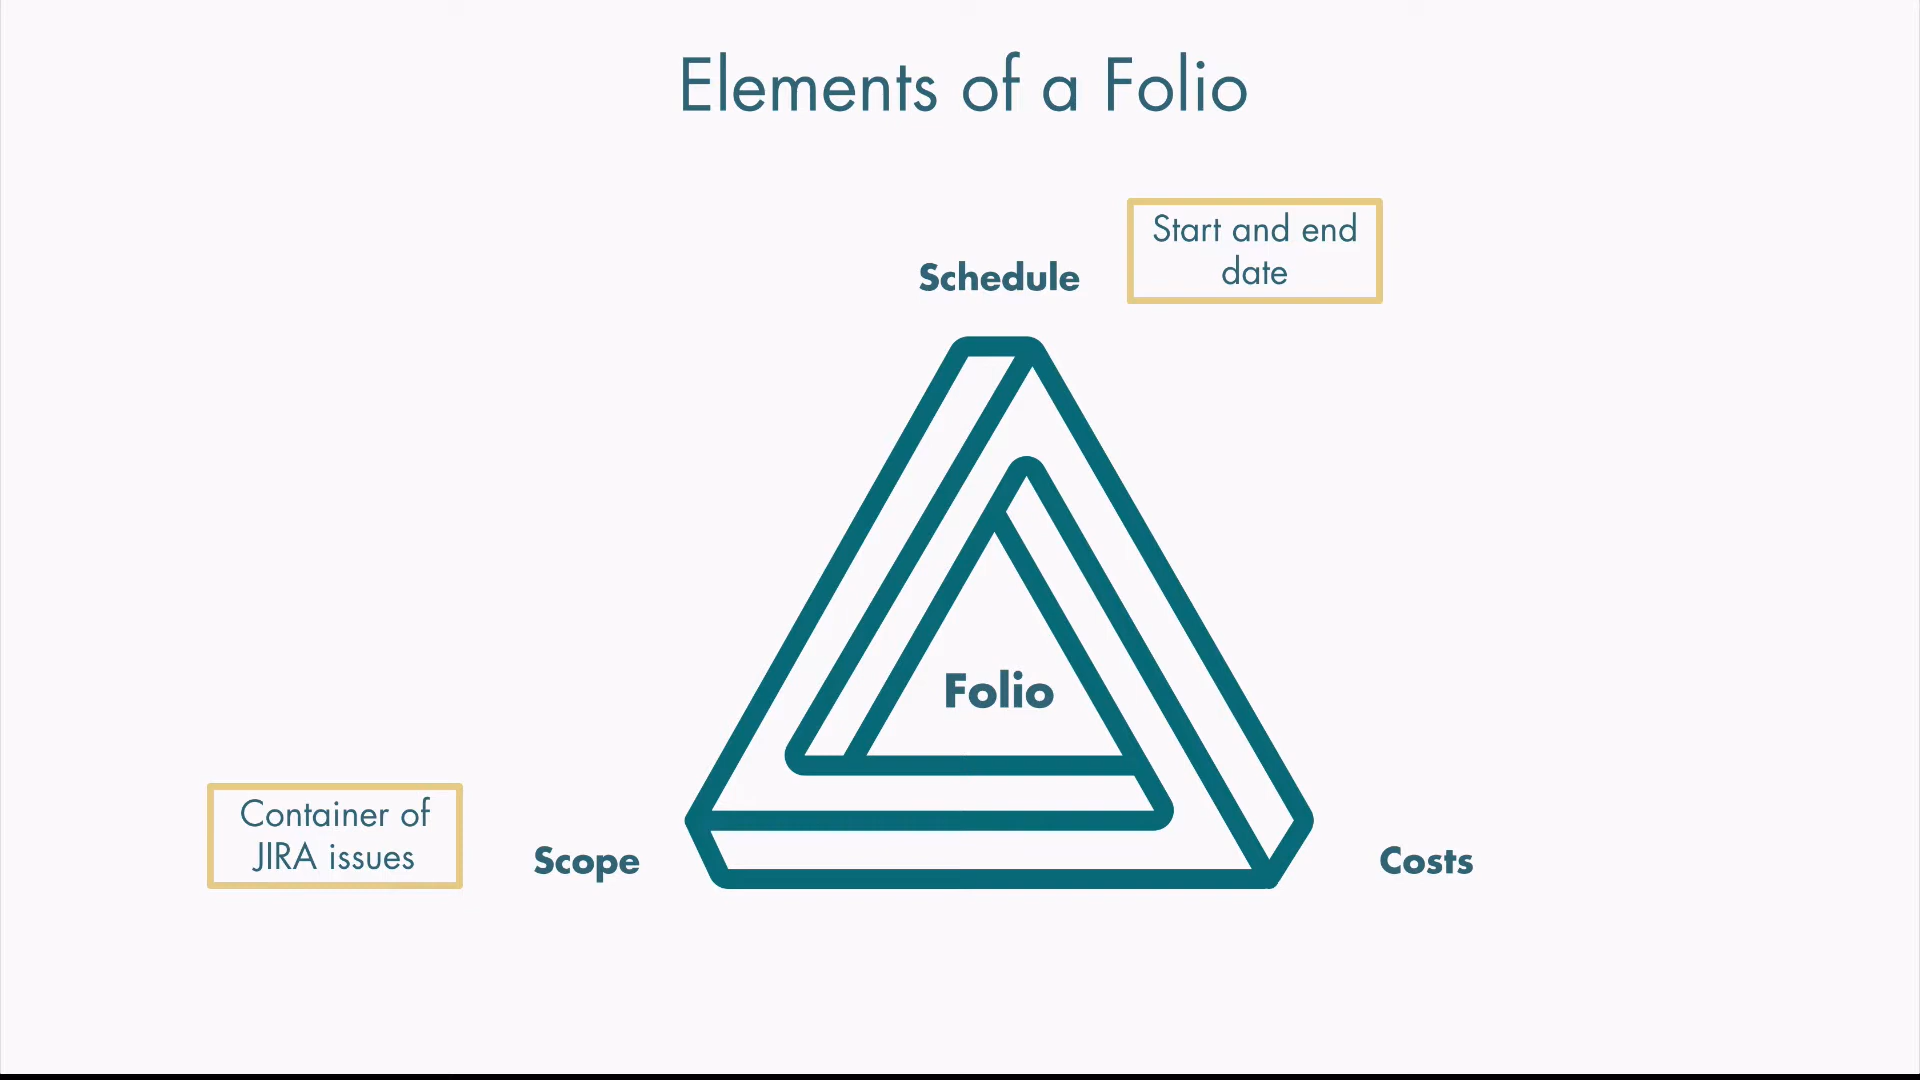 Elements of a Folio
Start and end
date
Schedule
Folio
Container of
JIRA issues
Scope
Costs